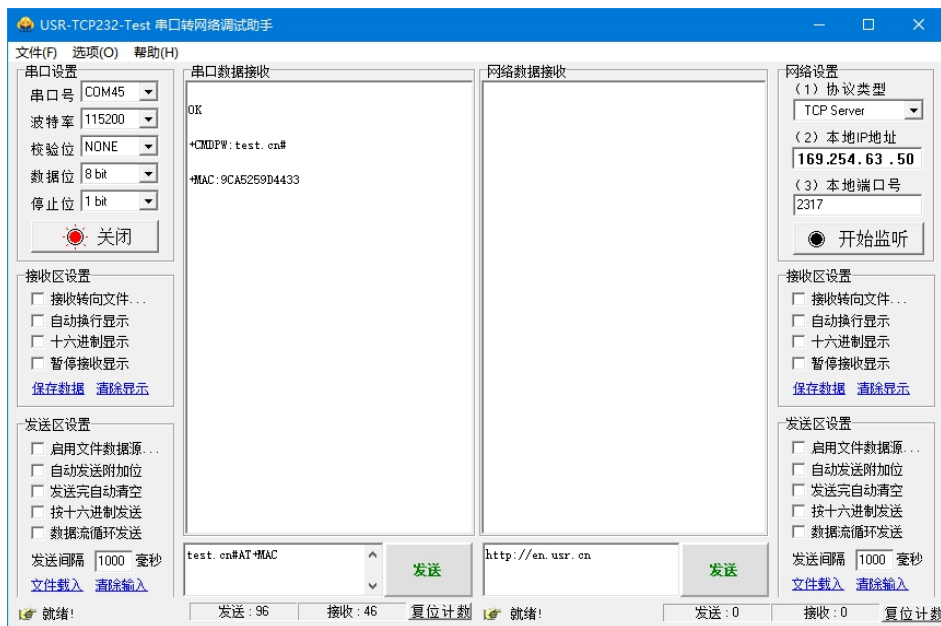 USR-TCP232-Test 串口转网络调试助手
文件(F) 选项(O) 帮助(H)
串口设置
串口号 COM45
波特率 115200
校验位 NONE
数据位 8 bit
停止位 1 bit
关闭
接收区设置
接收转向文件...
自动换行显示
十六进制显示
暂停接收显示
保存数据 清除显示
发送区设置
启用文件数据源...
自动发送附加位
发送完自动清空
按十六进制发送
数据流循环发送
发送间隔 1000 毫秒
文件载入 清除输入
串口数据接收
OK
+CMDPW:test.cn#
+MAC:9CA5259D4433
test.cn#AT+MAC
发送
网络数据接收
http://en.usr.cn
发送
网络设置
(1) 协议类型
TCP Server
(2) 本地IP地址
169.254.63 .50
(3) 本地端口号
2317
开始监听
接收区设置
接收转向文件...
自动换行显示
十六进制显示
暂停接收显示
保存数据 清除显示
发送区设置
启用文件数据源...
自动发送附加位
发送完自动清空
按十六进制发送
数据流循环发送
发送间隔 1000 毫秒
文件载入 清除输入
就绪! 发送:96 接收:46 复位计数
就绪! 发送:0 接收:0 复位计数